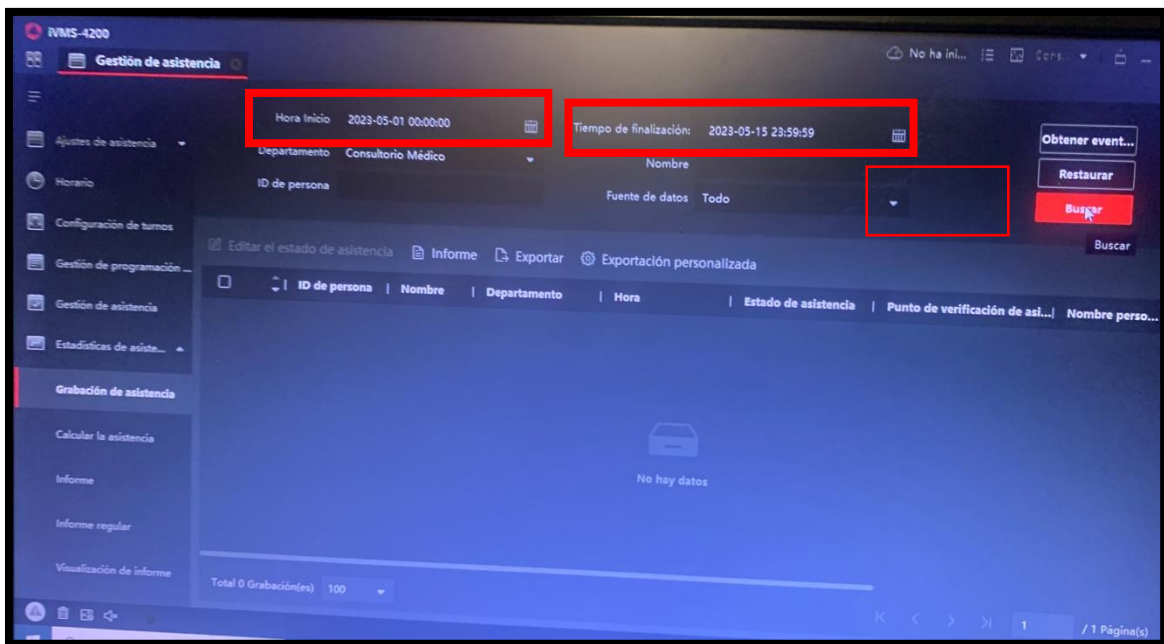 iVMS-4200
Gestión de asistencia
No ha ini...
Hora Inicio 2023-05-01 00:00:00
Tiempo de finalización: 2023-05-15 23:59:59
Obtener event...
Ajustes de asistencia
Departamento Consultorio Médico
Nombre
Restaurar
Horario
ID de persona
Fuente de datos Todo
Buscar
Configuración de turnos
Buscar
Editar el estado de asistencia Informe Exportar Exportación personalizada
Gestión de programación ...
ID de persona | Nombre | Departamento | Hora | Estado de asistencia | Punto de verificación de asi...| Nombre perso...
Gestión de asistencia
Estadísticas de asiste...
Grabación de asistencia
Calcular la asistencia
No hay datos
Informe
Informe regular
Visualización de informe
Total 0 Grabación(es) 100
1 / 1 Página(s)